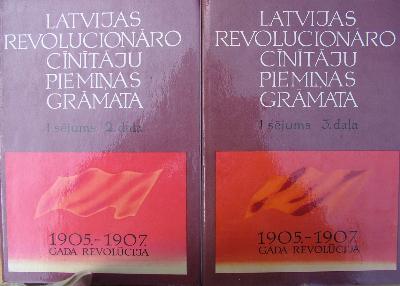 LATVIJAS
REVOLUCIONĀRO
CĪNĪTĀJU
PIEMIŅAS
GRĀMATA
1 sējums 2. daļa
1905.-1907.
GADA REVOLŪCIJA
LATVIJAS
REVOLUCIONĀRO
CĪNĪTĀJU
PIEMIŅAS
GRĀMATA
1 sējums 3. daļa
1905.-1907.
GADA REVOLŪCIJA